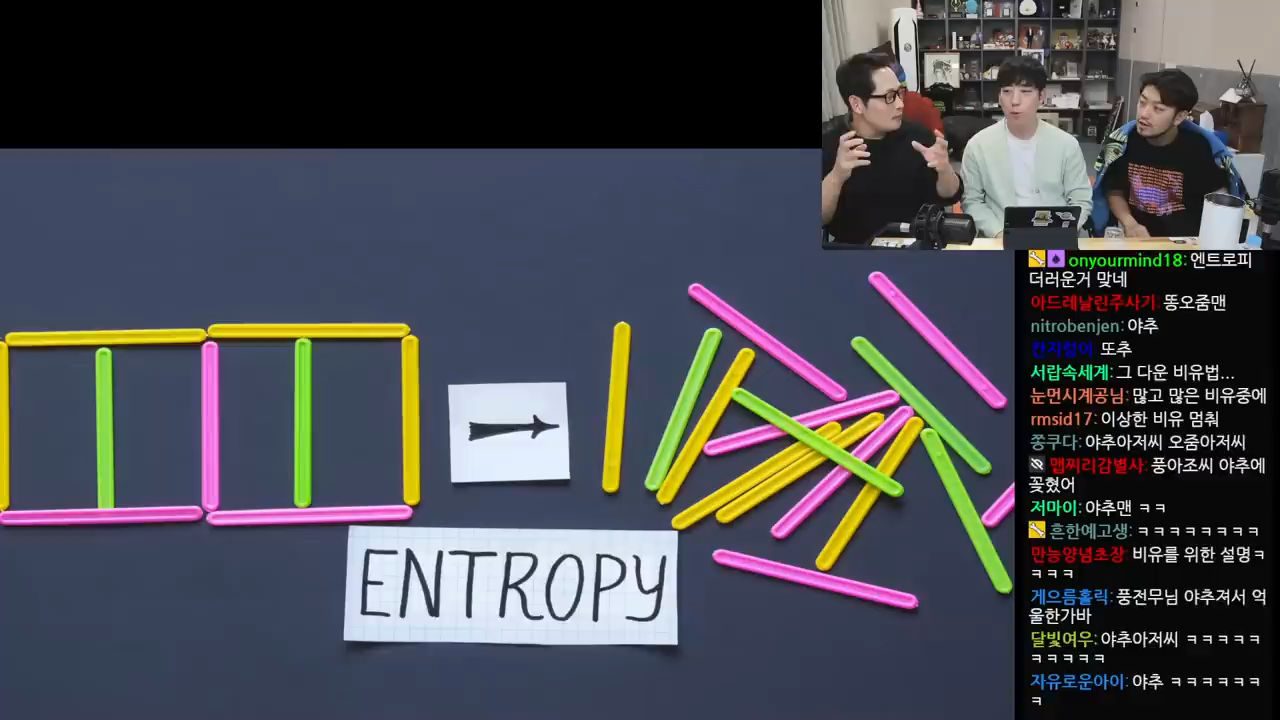 ENTROPY
onyourmind18: 엔트로피
더러운거 맞네
아드레날린주사기: 똥오줌맨
nitrobenjen: 야추
칸지렁이: 또추
서랍속세계: 그 다운 비유법...
눈먼시계공님: 많고 많은 비유중에
rmsid17: 이상한 비유 멈춰
쫑쿠다: 야추아저씨 오줌아저씨
맵찌리감별사: 풍아조씨 야추에
꽂혔어
저마이: 야추맨 ㅋㅋ
흔한예고생: ㅋㅋㅋㅋㅋㅋㅋㅋ
만능양념초장: 비유를 위한 설명ㅋ
ㅋㅋㅋ
게으름홀릭: 풍전무님 야추져서 억
울한가바
달빛여우: 야추아저씨 ㅋㅋㅋㅋㅋ
ㅋㅋㅋㅋㅋㅋ
자유로운아이: 야추 ㅋㅋㅋㅋㅋㅋ
ㅋ